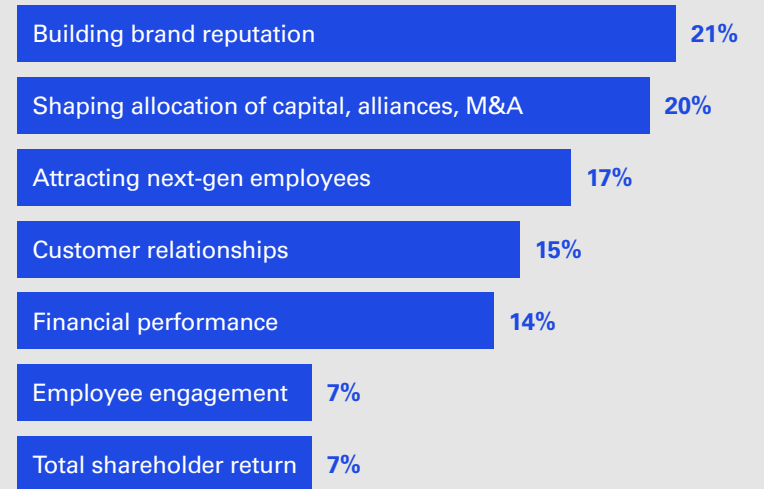 Building brand reputation 21%
Shaping allocation of capital, alliances, M&A 20%
Attracting next-gen employees 17%
Customer relationships 15%
Financial performance 14%
Employee engagement 7%
Total shareholder return 7%